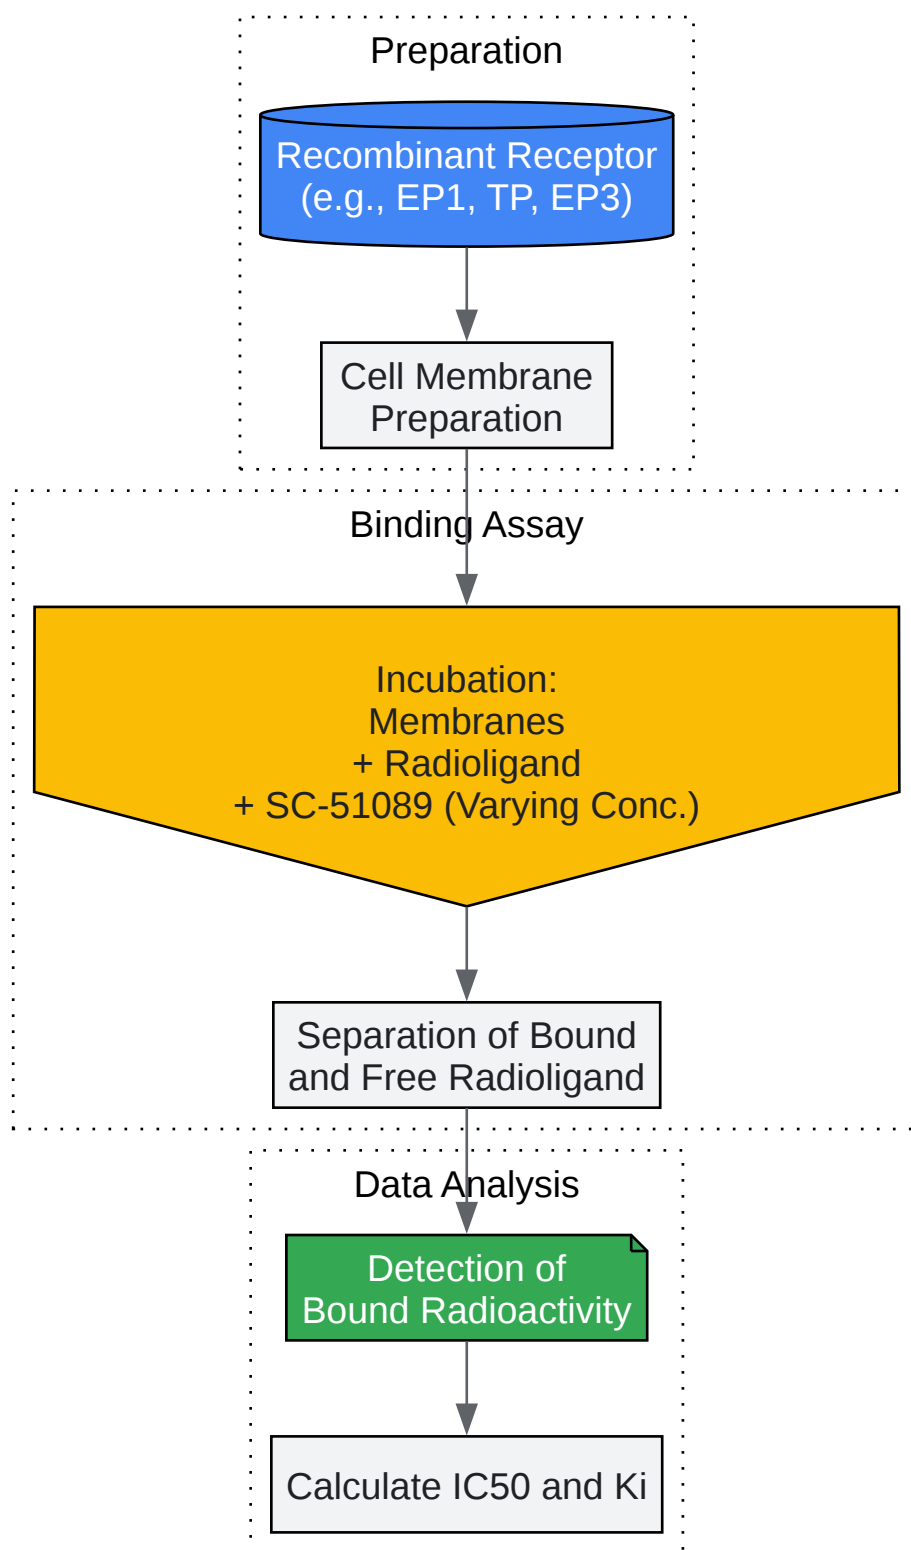 Preparation
Recombinant Receptor
(e.g., EP1, TP, EP3)
Cell Membrane
Preparation
Binding Assay
Incubation:
Membranes
+ Radioligand
+ SC-51089 (Varying Conc.)
Separation of Bound
and Free Radioligand
Data Analysis
Detection of
Bound Radioactivity
Calculate IC50 and Ki